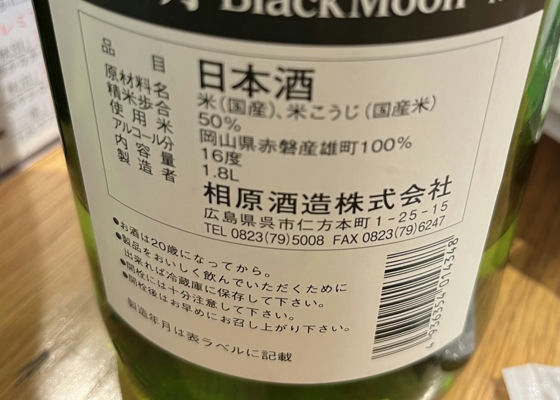 BlackMoon
品目 日本酒
原材料名 米(国産)、米こうじ(国産米)
精米歩合 50%
使用米 岡山県赤磐産雄町100%
アルコール分 16度
内容量 1.8L
製造者 相原酒造株式会社
広島県呉市仁方本町1-25-15
TEL 0823(79)5008 FAX 0823(79)6247
●お酒は20歳になってから。
●製品をおいしく飲んでいただくために
出来れば冷蔵庫に保存して下さい。
●開栓には十分注意して下さい。
●開栓後はお早めにお召し上がり下さい。
製造年月は表ラベルに記載
4 936354 014348